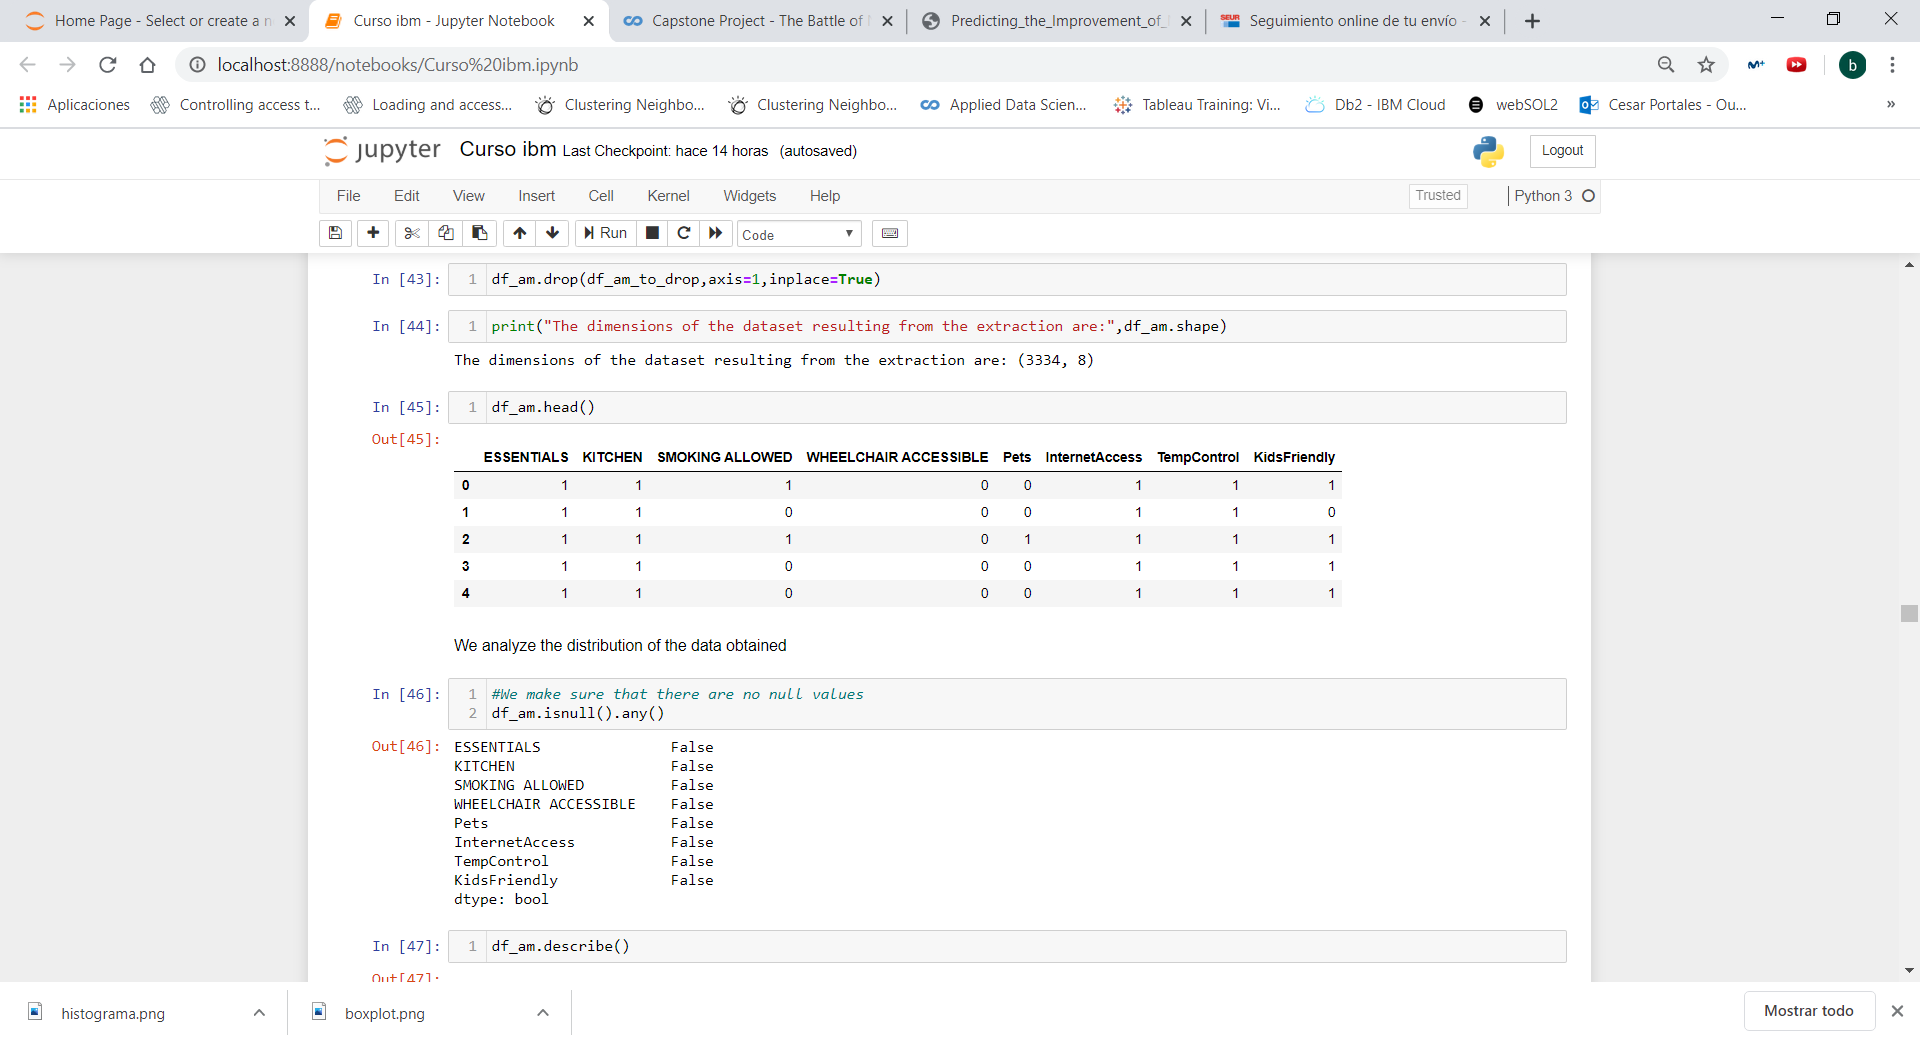 Home Page - Select or create a n
Curso ibm - Jupyter Notebook
Capstone Project - The Battle of
Predicting_the_Improvement_of_
SEUR Seguimiento online de tu envío -
localhost:8888/notebooks/Curso%20ibm.ipynb
M+
b
Aplicaciones
Controlling access t...
Loading and access...
Clustering Neighbo...
Clustering Neighbo...
Applied Data Scien...
Tableau Training: Vi...
Db2 - IBM Cloud
webSOL2
Cesar Portales - Ou...
»
jupyter Curso ibm Last Checkpoint: hace 14 horas (autosaved)
Logout
File Edit View Insert Cell Kernel Widgets Help
Trusted
Python 3
Run
Code
In [43]: 1 df_am.drop(df_am_to_drop,axis=1,inplace=True)
In [44]: 1 print("The dimensions of the dataset resulting from the extraction are:",df_am.shape)
The dimensions of the dataset resulting from the extraction are: (3334, 8)
In [45]: 1 df_am.head()
Out[45]:
ESSENTIALS KITCHEN SMOKING ALLOWED WHEELCHAIR ACCESSIBLE Pets InternetAccess TempControl KidsFriendly
0 1 1 1 0 0 1 1 1
1 1 1 0 0 0 1 1 0
2 1 1 1 0 1 1 1 1
3 1 1 0 0 0 1 1 1
4 1 1 0 0 0 1 1 1
We analyze the distribution of the data obtained
In [46]: 1 #We make sure that there are no null values
2 df_am.isnull().any()
Out[46]: ESSENTIALS False
KITCHEN False
SMOKING ALLOWED False
WHEELCHAIR ACCESSIBLE False
Pets False
InternetAccess False
TempControl False
KidsFriendly False
dtype: bool
In [47]: 1 df_am.describe()
Out[47]:
histograma.png
boxplot.png
Mostrar todo